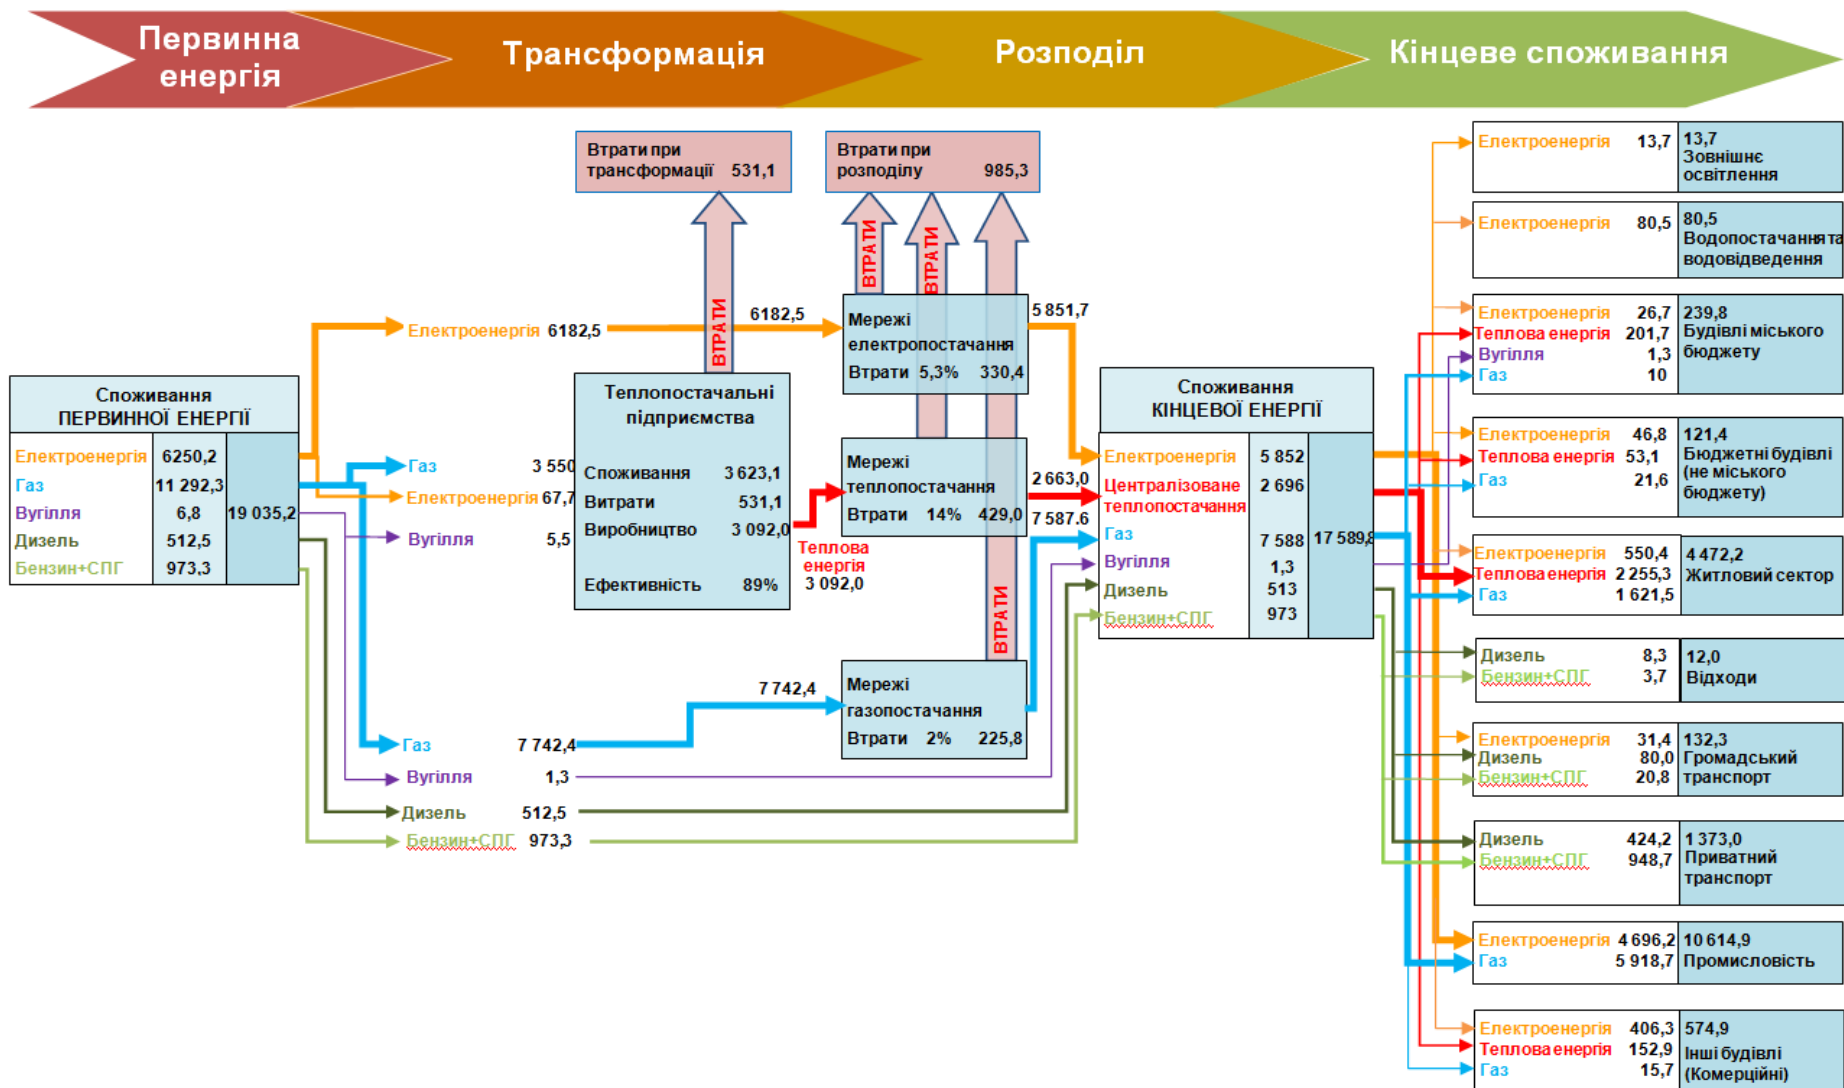 Первинна
енергія
Трансформація
Розподіл
Кінцеве споживання
Втрати при
трансформації 531,1
Втрати при
розподілу 985,3
ВТРАТИ
ВТРАТИ
ВТРАТИ
ВТРАТИ
Споживання
ПЕРВИННОЇ ЕНЕРГІЇ
Електроенергія 6250,2
Газ 11 292,3
Вугілля 6,8 19 035,2
Дизель 512,5
Бензин+СПГ 973,3
Електроенергія 6182,5
6182,5
Газ 3 550
Електроенергія 67,7
Вугілля 5,5
Теплопостачальні
підприємства
Споживання 3 623,1
Витрати 531,1
Виробництво 3 092,0
Ефективність 89%
Теплова
енергія
3 092,0
Газ 7 742,4
7 742,4
Вугілля 1,3
Дизель 512,5
Бензин+СПГ 973,3
Мережі
електропостачання
Втрати 5,3% 330,4
5 851,7
Мережі
теплопостачання
Втрати 14% 429,0
2 663,0
Мережі
газопостачання
Втрати 2% 225,8
7 587.6
Споживання
КІНЦЕВОЇ ЕНЕРГІЇ
Електроенергія 5 852
Централізоване 2 696
теплопостачання
Газ 7 588 17 589,8
Вугілля 1,3
Дизель 513
Бензин+СПГ 973
Електроенергія 13,7 13,7
Зовнішнє
освітлення
Електроенергія 80,5 80,5
Водопостачання та
водовідведення
Електроенергія 26,7 239,8
Теплова енергія 201,7 Будівлі міського
Вугілля 1,3 бюджету
Газ 10
Електроенергія 46,8 121,4
Теплова енергія 53,1 Бюджетні будівлі
Газ 21,6 (не міського
бюджету)
Електроенергія 550,4 4 472,2
Теплова енергія 2 255,3 Житловий сектор
Газ 1 621,5
Дизель 8,3 12,0
Бензин+СПГ 3,7 Відходи
Електроенергія 31,4 132,3
Дизель 80,0 Громадський
Бензин+СПГ 20,8 транспорт
Дизель 424,2 1 373,0
Бензин+СПГ 948,7 Приватний
транспорт
Електроенергія 4 696,2 10 614,9
Газ 5 918,7 Промисловість
Електроенергія 406,3 574,9
Теплова енергія 152,9 Інші будівлі
Газ 15,7 (Комерційні)